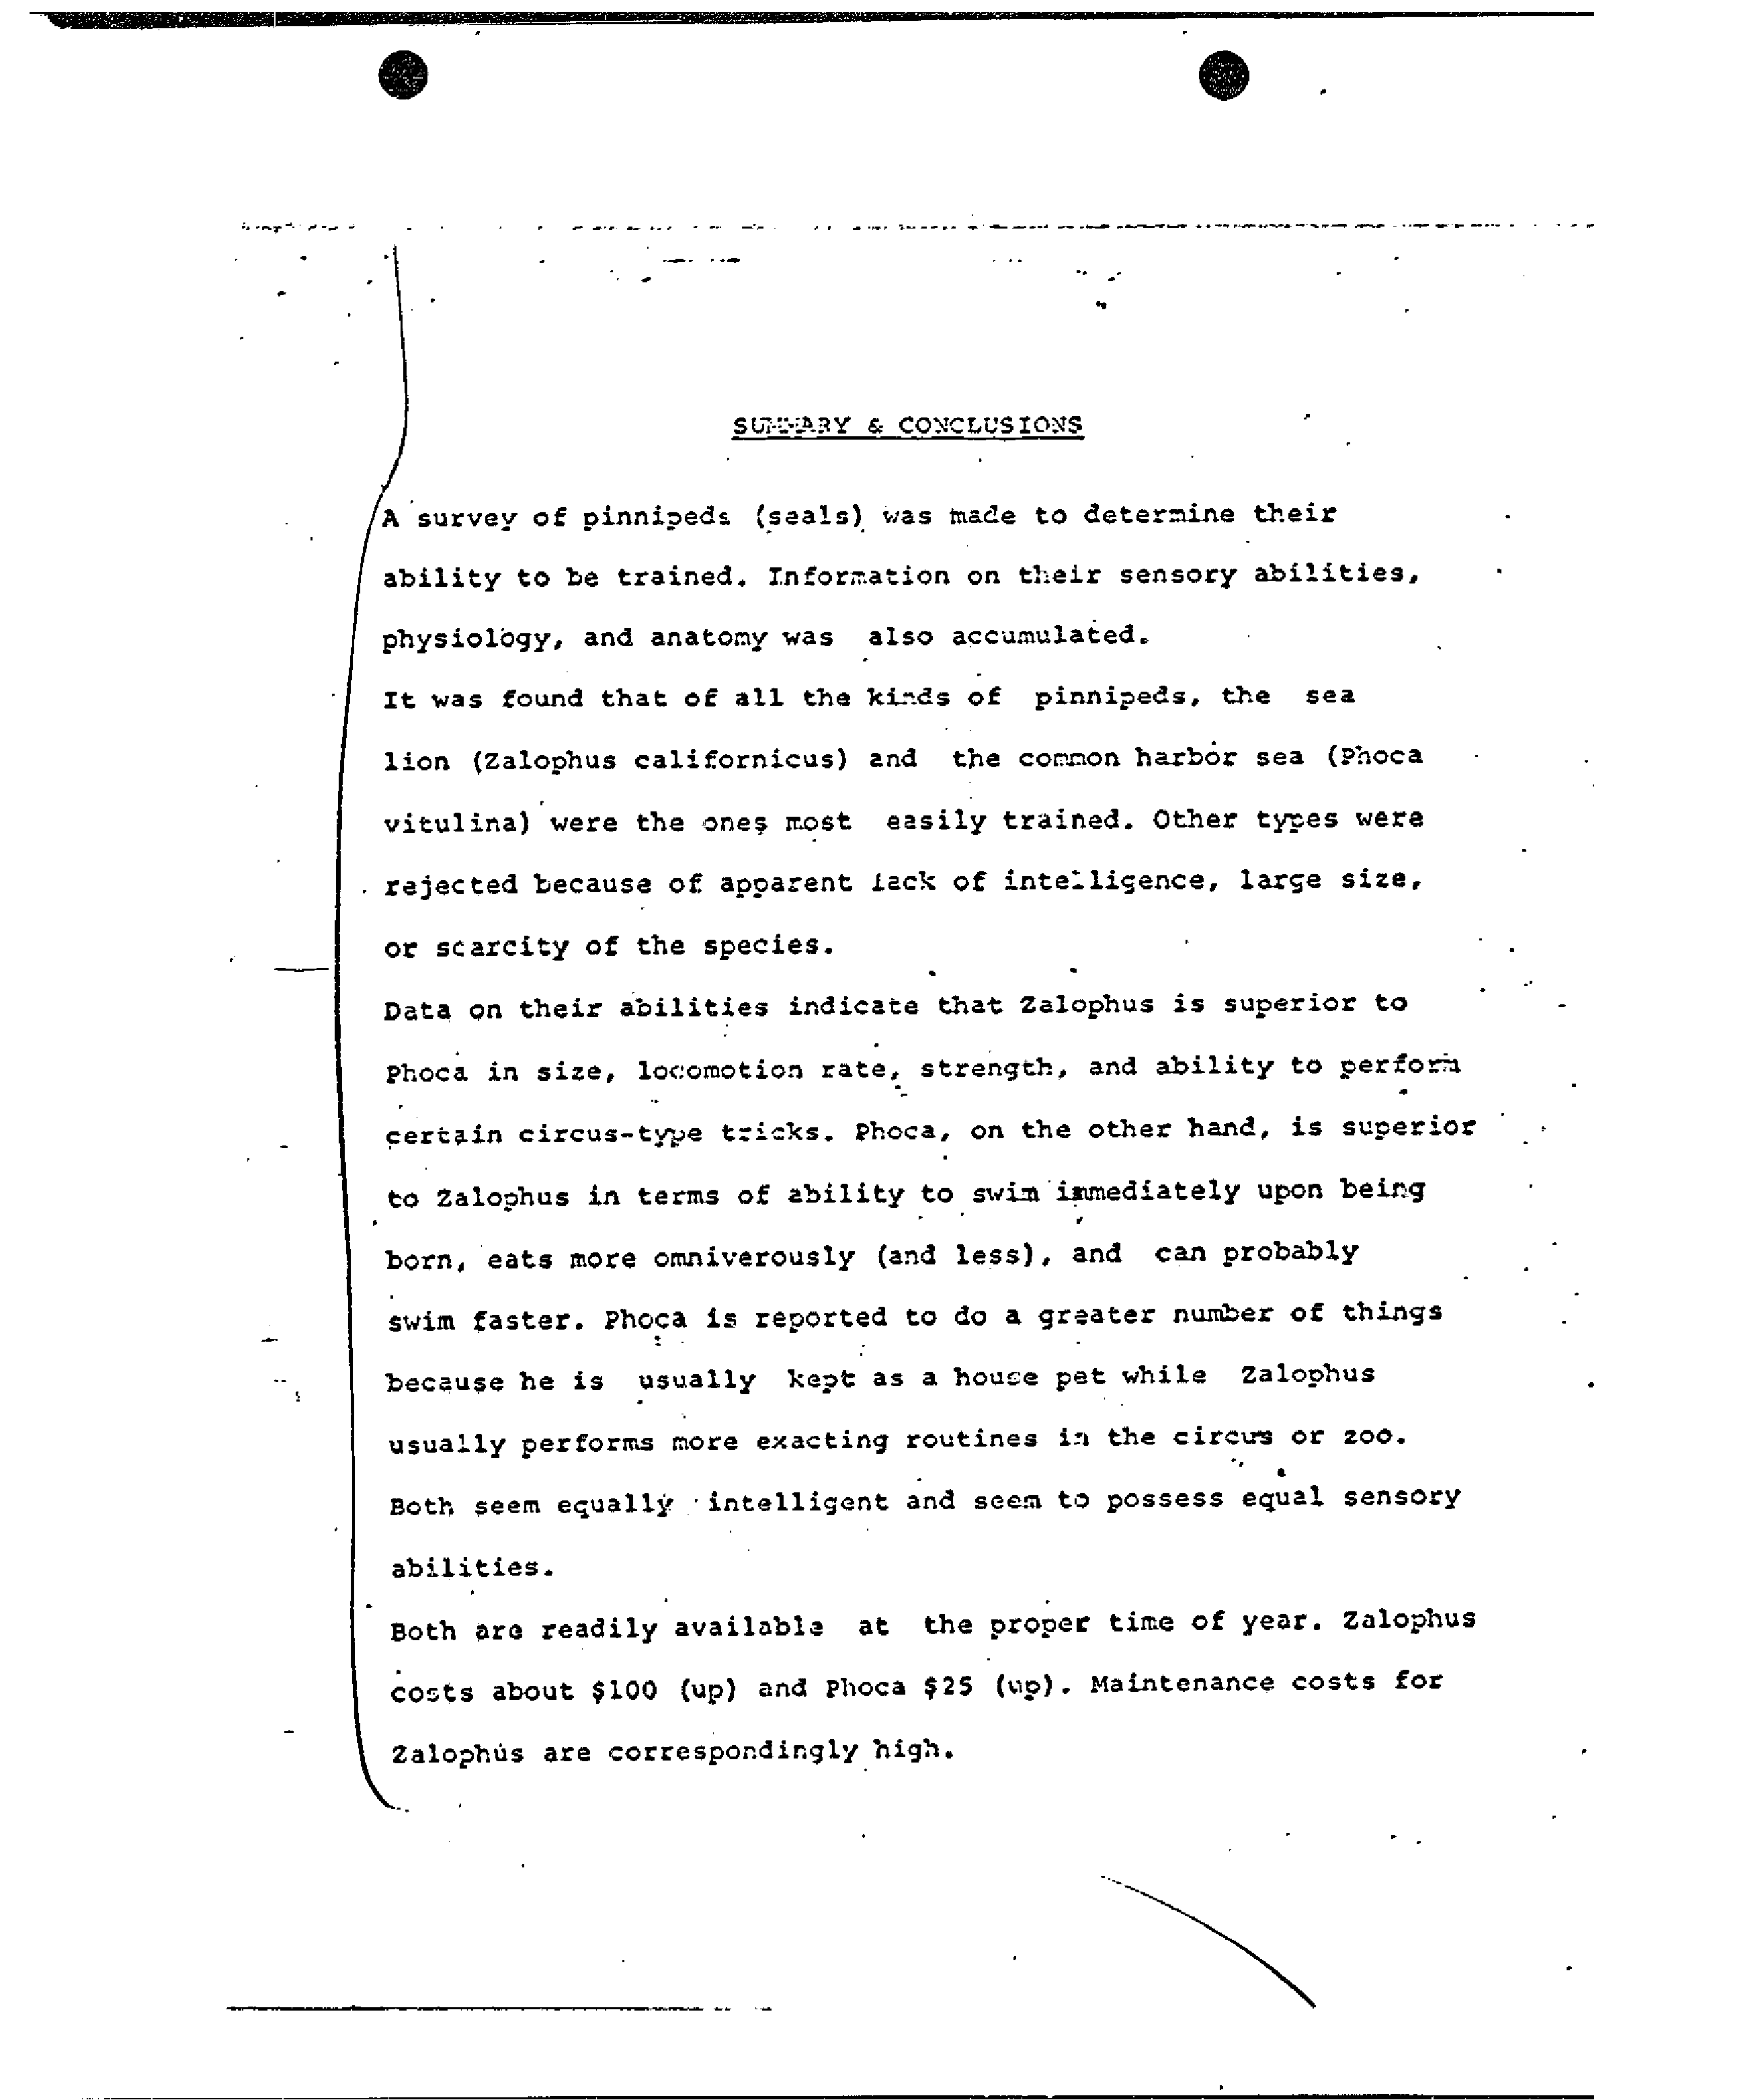 SUMMARY & CONCLUSIONS
A survey of pinnipeds (seals) was made to determine their
ability to be trained. Information on their sensory abilities,
physiology, and anatomy was also accumulated.
It was found that of all the kinds of pinnipeds, the sea
lion (Zalophus californicus) and the common harbor sea (Phoca
vitulina) were the ones most easily trained. Other types were
rejected because of apparent lack of intelligence, large size,
or scarcity of the species.
Data on their abilities indicate that Zalophus is superior to
Phoca in size, locomotion rate, strength, and ability to perform
certain circus-type tricks. Phoca, on the other hand, is superior
to Zalophus in terms of ability to swim immediately upon being
born, eats more omniverously (and less), and can probably
swim faster. Phoca is reported to do a greater number of things
because he is usually kept as a house pet while Zalophus
usually performs more exacting routines in the circus or zoo.
Both seem equally intelligent and seem to possess equal sensory
abilities.
Both are readily available at the proper time of year. Zalophus
costs about $100 (up) and Phoca $25 (up). Maintenance costs for
Zalophus are correspondingly high.